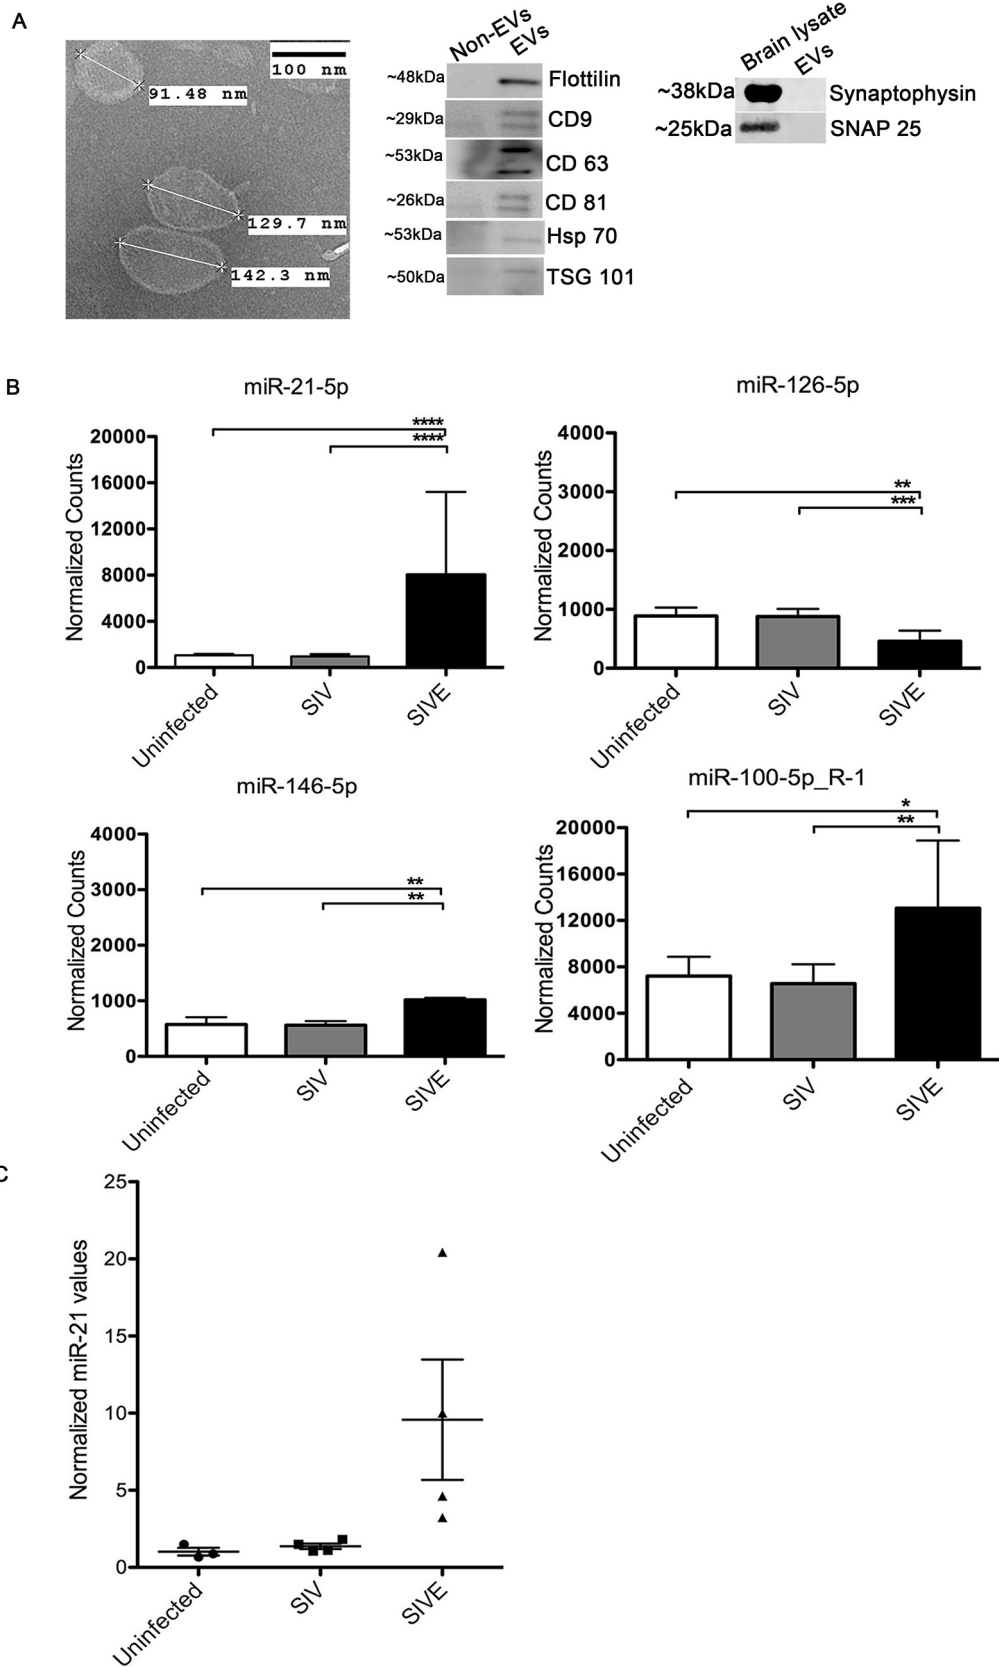 A
100 nm
91.48 nm
129.7 nm
142.3 nm
Non-EVs
EVs
~48kDa
Flottilin
~29kDa
CD9
~53kDa
CD 63
~26kDa
CD 81
~53kDa
Hsp 70
~50kDa
TSG 101
Brain lysate
EVs
~38kDa
Synaptophysin
~25kDa
SNAP 25
B
miR-21-5p
****
****
Normalized Counts
20000
16000
12000
8000
4000
0
Uninfected
SIV
SIVE
miR-126-5p
**
***
Normalized Counts
4000
3000
2000
1000
0
Uninfected
SIV
SIVE
miR-146-5p
**
**
Normalized Counts
4000
3000
2000
1000
0
Uninfected
SIV
SIVE
miR-100-5p_R-1
*
**
Normalized Counts
20000
16000
12000
8000
4000
0
Uninfected
SIV
SIVE
C
Normalized miR-21 values
25
20
15
10
5
0
Uninfected
SIV
SIVE